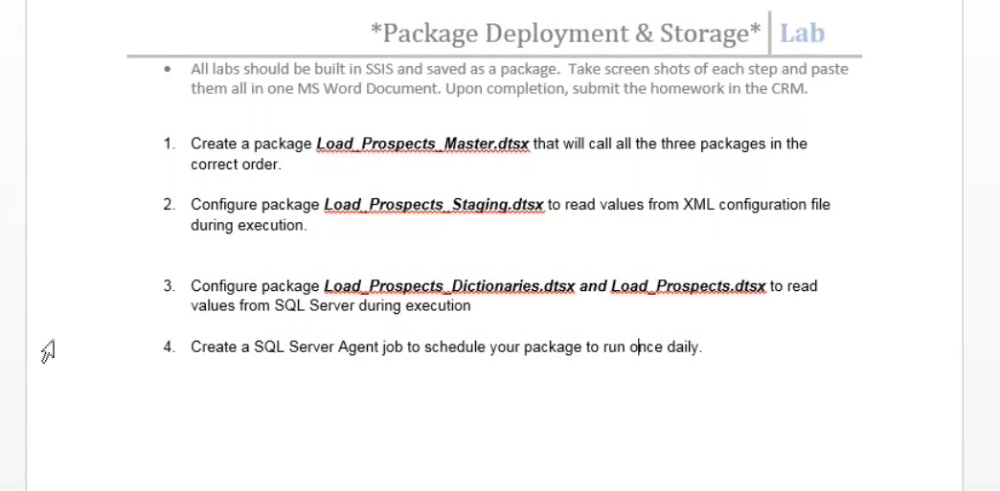 *Package Deployment & Storage* Lab
• All labs should be built in SSIS and saved as a package. Take screen shots of each step and paste
them all in one MS Word Document. Upon completion, submit the homework in the CRM.
1. Create a package Load_Prospects_Master.dtsx that will call all the three packages in the
correct order.
2. Configure package Load_Prospects_Staging.dtsx to read values from XML configuration file
during execution.
3. Configure package Load_Prospects_Dictionaries.dtsx and Load_Prospects.dtsx to read
values from SQL Server during execution
4. Create a SQL Server Agent job to schedule your package to run once daily.